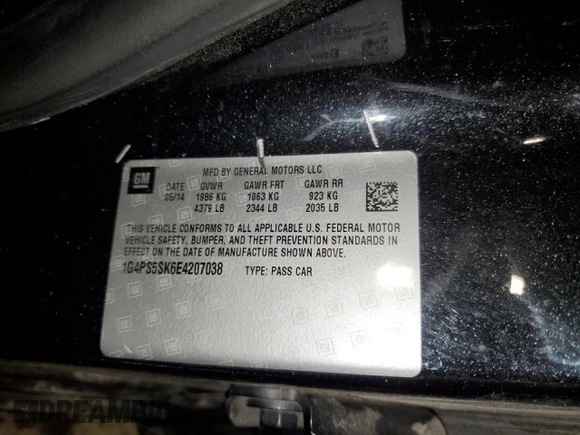 GM
MFD BY GENERAL MOTORS LLC
DATE GVWR GAWR FRT GAWR RR
05/14 1986 KG 1063 KG 923 KG
4379 LB 2344 LB 2035 LB
THIS VEHICLE CONFORMS TO ALL APPLICABLE U.S. FEDERAL MOTOR
VEHICLE SAFETY, BUMPER, AND THEFT PREVENTION STANDARDS IN
EFFECT ON THE DATE OF MANUFACTURE SHOWN ABOVE.
1G4PS5SK6E4207038 TYPE: PASS CAR
DREAMBID